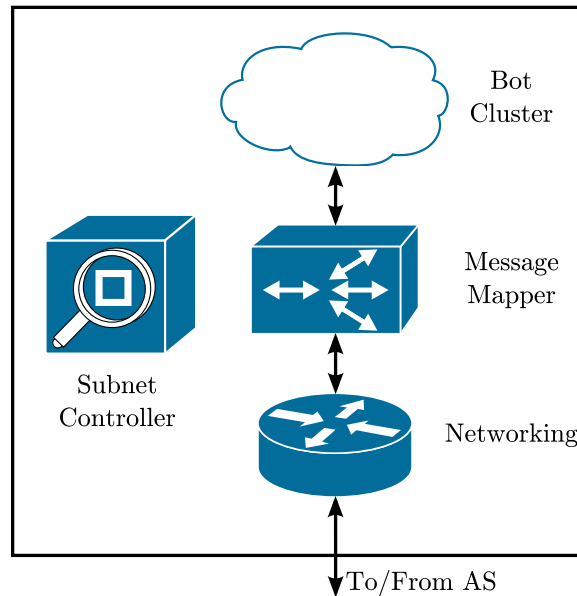 Bot
Cluster
Message
Mapper
Subnet
Controller
Networking
To/From AS